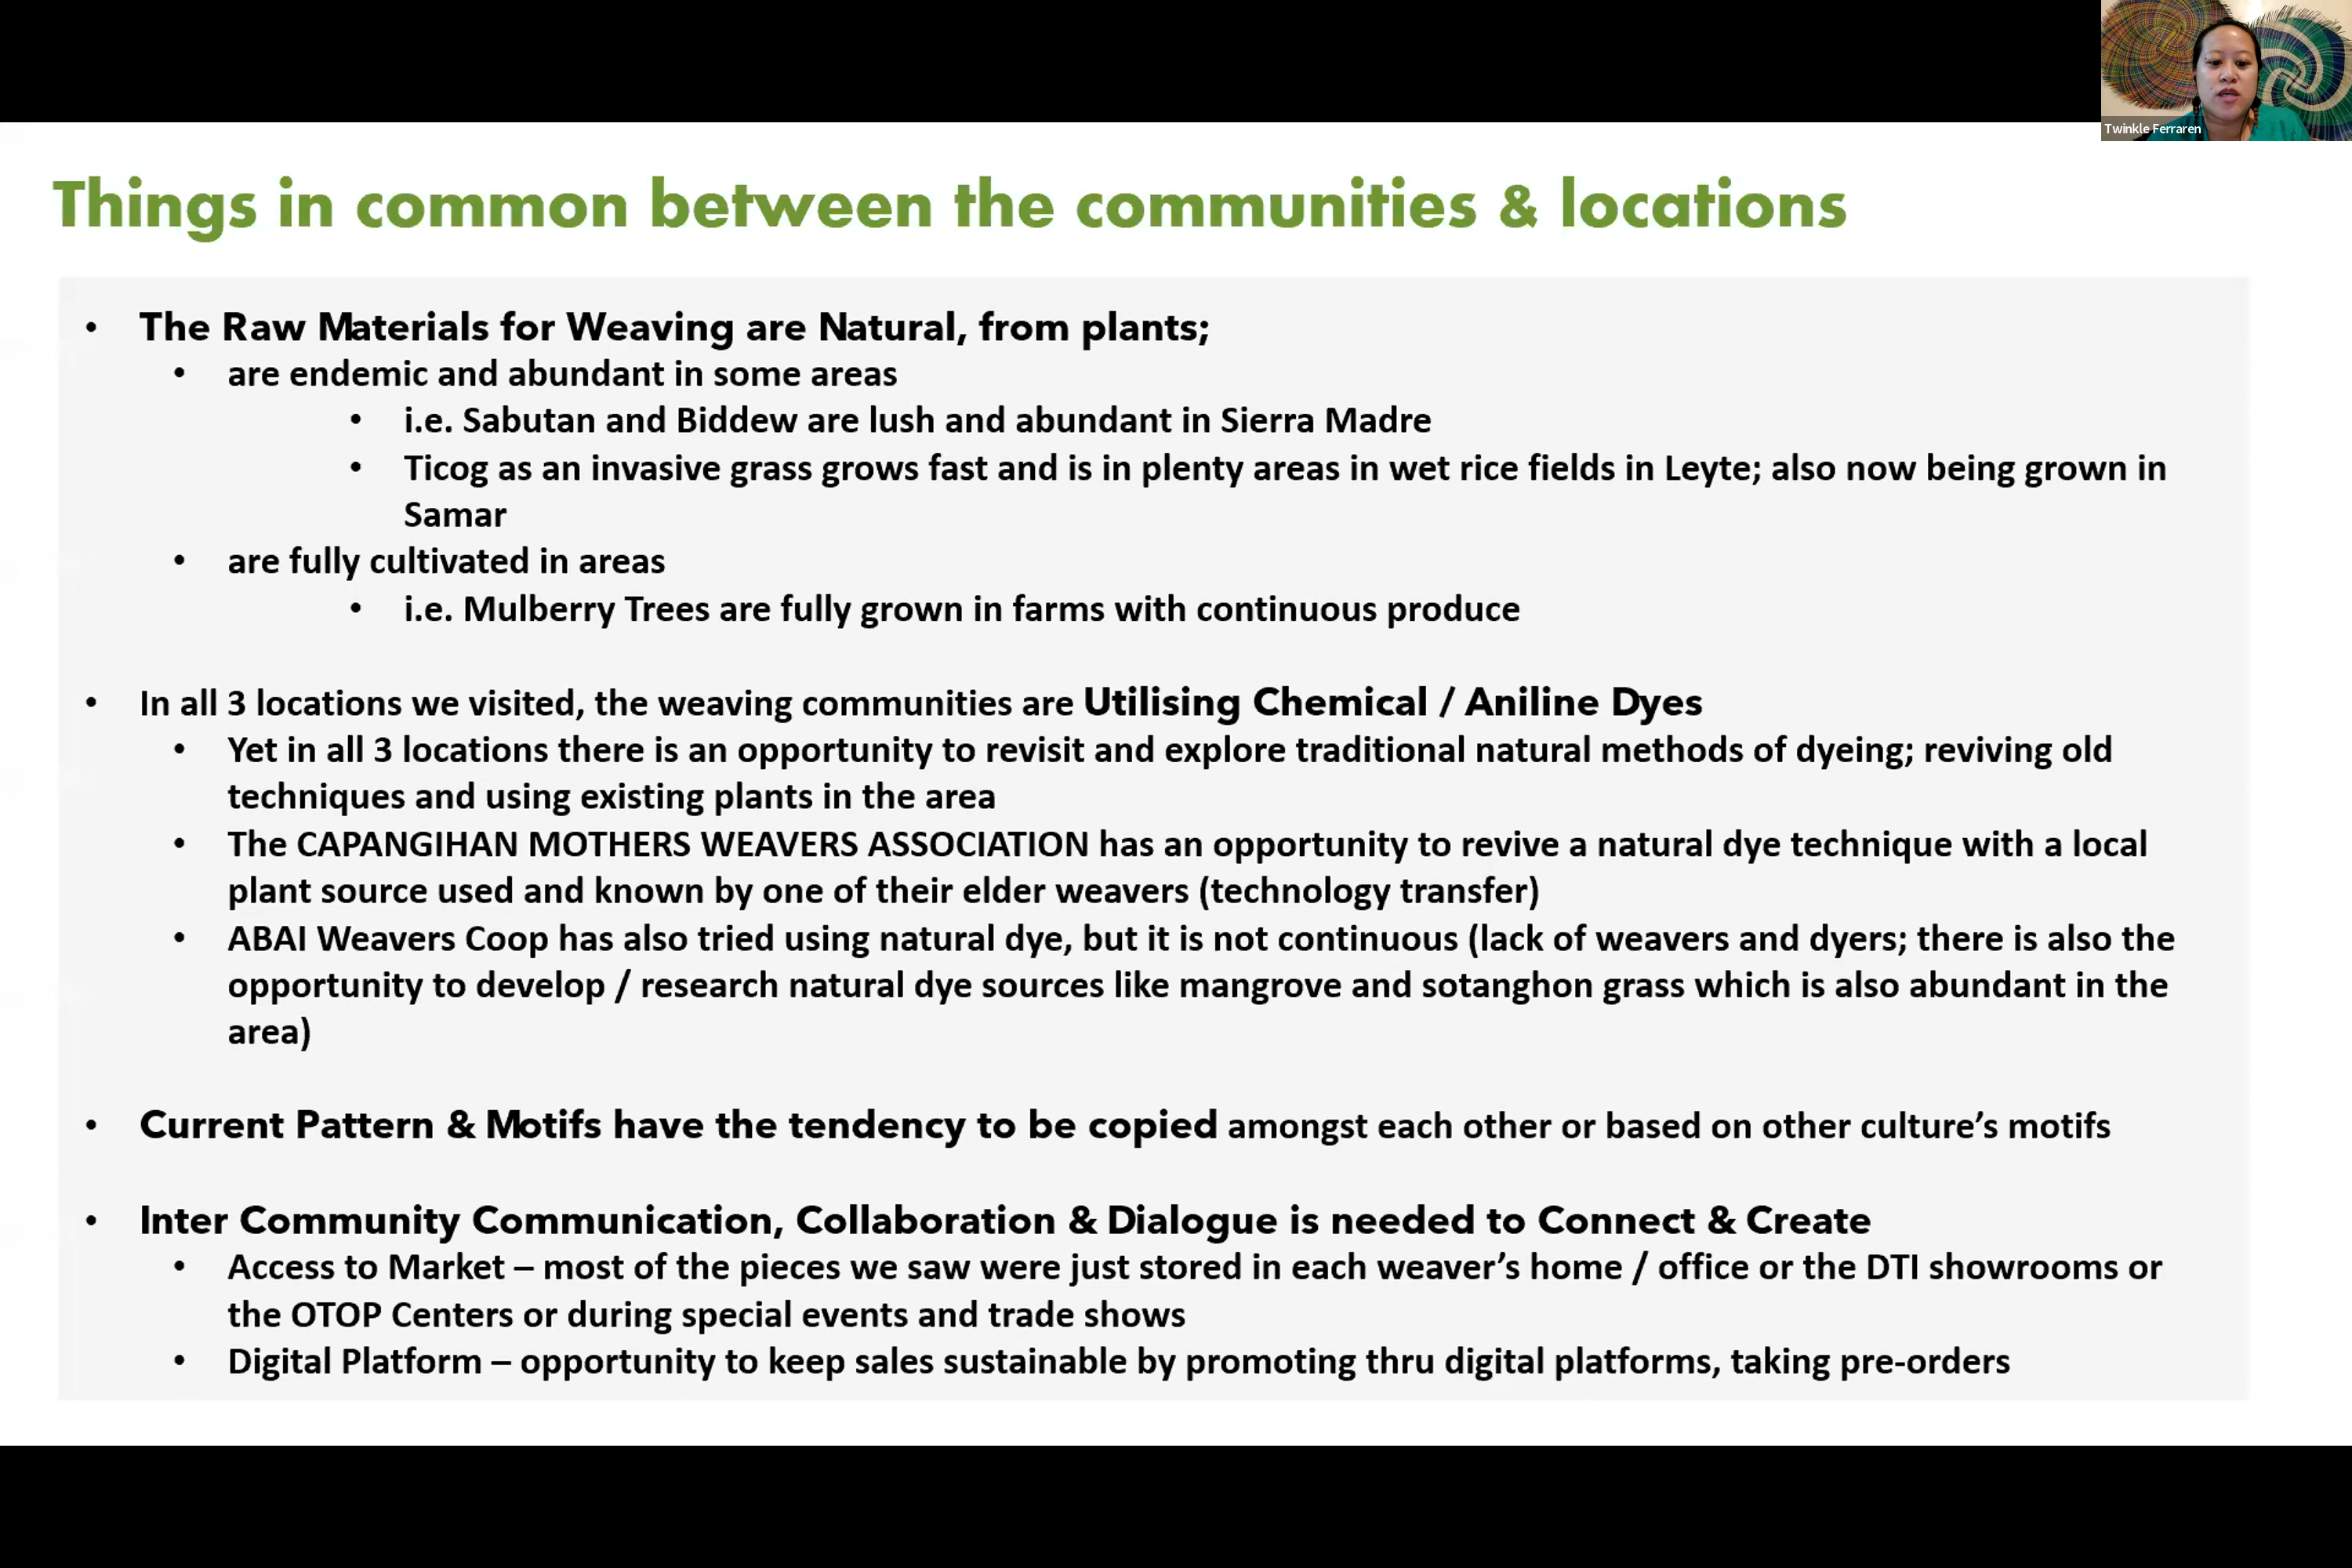 Twinkle Ferraren
Things in common between the communities & locations
• The Raw Materials for Weaving are Natural, from plants;
• are endemic and abundant in some areas
• i.e. Sabutan and Biddew are lush and abundant in Sierra Madre
• Ticog as an invasive grass grows fast and is in plenty areas in wet rice fields in Leyte; also now being grown in
Samar
• are fully cultivated in areas
• i.e. Mulberry Trees are fully grown in farms with continuous produce
• In all 3 locations we visited, the weaving communities are Utilising Chemical / Aniline Dyes
• Yet in all 3 locations there is an opportunity to revisit and explore traditional natural methods of dyeing; reviving old
techniques and using existing plants in the area
• The CAPANGIHAN MOTHERS WEAVERS ASSOCIATION has an opportunity to revive a natural dye technique with a local
plant source used and known by one of their elder weavers (technology transfer)
• ABAI Weavers Coop has also tried using natural dye, but it is not continuous (lack of weavers and dyers; there is also the
opportunity to develop / research natural dye sources like mangrove and sotanghon grass which is also abundant in the
area)
• Current Pattern & Motifs have the tendency to be copied amongst each other or based on other culture’s motifs
• Inter Community Communication, Collaboration & Dialogue is needed to Connect & Create
• Access to Market – most of the pieces we saw were just stored in each weaver’s home / office or the DTI showrooms or
the OTOP Centers or during special events and trade shows
• Digital Platform – opportunity to keep sales sustainable by promoting thru digital platforms, taking pre-orders